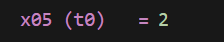 x05 (t0)   = 2